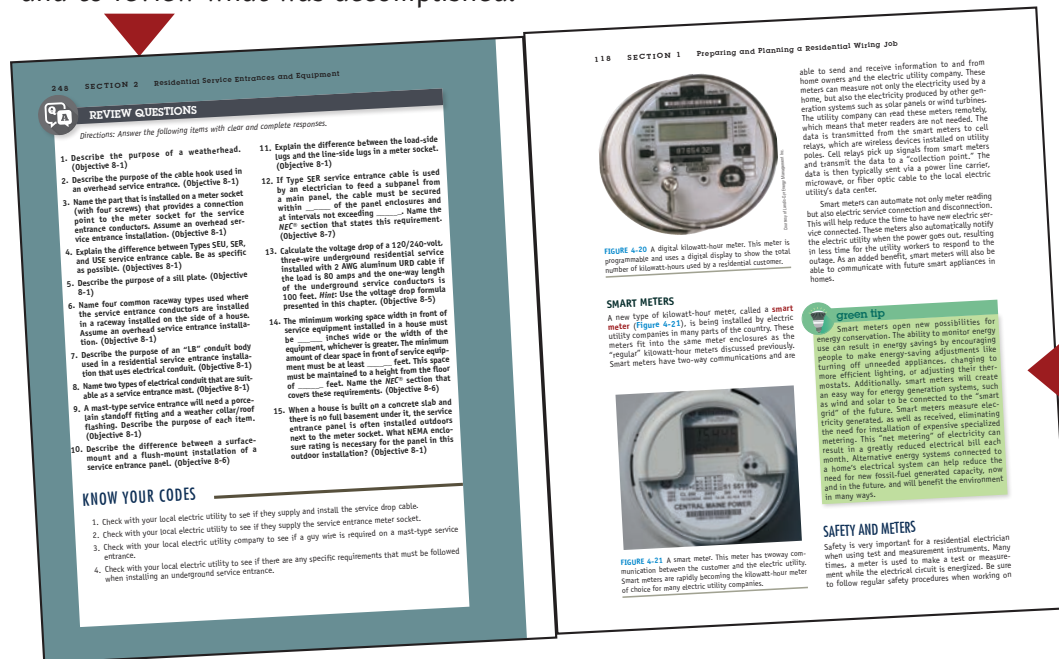 and to review what was accomplished.
248 SECTION 2 Residential Service Entrances and Equipment
Q A
REVIEW QUESTIONS
Directions: Answer the following items with clear and complete responses.
1. Describe the purpose of a weatherhead.
(Objective 8-1)
2. Describe the purpose of the cable hook used in
an overhead service entrance. (Objective 8-1)
3. Name the part that is installed on a meter socket
(with four screws) that provides a connection
point to the meter socket for the service
entrance conductors. Assume an overhead ser-
vice entrance installation. (Objective 8-1)
4. Explain the difference between Types SEU, SER,
and USE service entrance cable. Be as specific
as possible. (Objectives 8-1)
5. Describe the purpose of a sill plate. (Objective
8-1)
6. Name four common raceway types used where
the service entrance conductors are installed
in a raceway installed on the side of a house.
Assume an overhead service entrance installa-
tion. (Objective 8-1)
7. Describe the purpose of an “LB” conduit body
used in a residential service entrance installa-
tion that uses electrical conduit. (Objective 8-1)
8. Name two types of electrical conduit that are suit-
able as a service entrance mast. (Objective 8-1)
9. A mast-type service entrance will need a porce-
lain standoff fitting and a weather collar/roof
flashing. Describe the purpose of each item.
(Objective 8-1)
10. Describe the difference between a surface-
mount and a flush-mount installation of a
service entrance panel. (Objective 8-6)
11. Explain the difference between the load-side
lugs and the line-side lugs in a meter socket.
(Objective 8-1)
12. If Type SER service entrance cable is used
by an electrician to feed a subpanel from
a main panel, the cable must be secured
within ______ of the panel enclosures and
at intervals not exceeding ______. Name the
NEC® section that states this requirement.
(Objective 8-7)
13. Calculate the voltage drop of a 120/240-volt,
three-wire underground residential service
installed with 2 AWG aluminum URD cable if
the load is 80 amps and the one-way length
of the underground service conductors is
100 feet. Hint: Use the voltage drop formula
presented in this chapter. (Objective 8-5)
14. The minimum working space width in front of
service equipment installed in a house must
be ______ inches wide or the width of the
equipment, whichever is greater. The minimum
amount of clear space in front of service equip-
ment must be at least ______ feet. This space
must be maintained to a height from the floor
of ______ feet. Name the NEC® section that
covers these requirements. (Objective 8-6)
15. When a house is built on a concrete slab and
there is no full basement under it, the service
entrance panel is often installed outdoors
next to the meter socket. What NEMA enclo-
sure rating is necessary for the panel in this
outdoor installation? (Objective 8-1)
KNOW YOUR CODES
1. Check with your local electric utility to see if they supply and install the service drop cable.
2. Check with your local electric utility to see if they supply the service entrance meter socket.
3. Check with your local electric utility company to see if a guy wire is required on a mast-type service
entrance.
4. Check with your local electric utility to see if there are any specific requirements that must be followed
when installing an underground service entrance.
118 SECTION 1 Preparing and Planning a Residential Wiring Job
87654321
FIGURE 4-20 A digital kilowatt-hour meter. This meter is
programmable and uses a digital display to show the total
number of kilowatt-hours used by a residential customer.
SMART METERS
A new type of kilowatt-hour meter, called a smart
meter (Figure 4-21), is being installed by electric
utility companies in many parts of the country. These
meters fit into the same meter enclosures as the
“regular” kilowatt-hour meters discussed previously.
Smart meters have two-way communications and are
CENTRAL MAINE POWER
FIGURE 4-21 A smart meter. This meter has twoway com-
munication between the customer and the electric utility.
Smart meters are rapidly becoming the kilowatt-hour meter
of choice for many electric utility companies.
able to send and receive information to and from
home owners and the electric utility company. These
meters can measure not only the electricity used by a
home, but also the electricity produced by other gen-
eration systems such as solar panels or wind turbines.
The utility company can read these meters remotely,
which means that meter readers are not needed. The
data is transmitted from the smart meters to cell
relays, which are wireless devices installed on utility
poles. Cell relays pick up signals from smart meters
and transmit the data to a “collection point.” The
data is then typically sent via a power line carrier,
microwave, or fiber optic cable to the local electric
utility’s data center.
Smart meters can automate not only meter reading
but also electric service connection and disconnection.
This will help reduce the time to have new electric ser-
vice connected. These meters also automatically notify
the electric utility when the power goes out, resulting
in less time for the utility workers to respond to the
outage. As an added benefit, smart meters will also be
able to communicate with future smart appliances in
homes.
green tip
Smart meters open new possibilities for
energy conservation. The ability to monitor energy
use can result in energy savings by encouraging
people to make energy-saving adjustments like
turning off unneeded appliances, changing to
more efficient lighting, or adjusting their ther-
mostats. Additionally, smart meters will create
an easy way for energy generation systems, such
as wind and solar to be connected to the “smart
grid” of the future. Smart meters measure elec-
tricity generated, as well as received, eliminating
the need for installation of expensive specialized
metering. This “net metering” of electricity can
result in a greatly reduced electrical bill each
month. Alternative energy systems connected to
a home’s electrical system can help reduce the
need for new fossil-fuel generated capacity, now
and in the future, and will benefit the environment
in many ways.
SAFETY AND METERS
Safety is very important for a residential electrician
when using test and measurement instruments. Many
times, a meter is used to make a test or measure-
ment while the electrical circuit is energized. Be sure
to follow regular safety procedures when working on